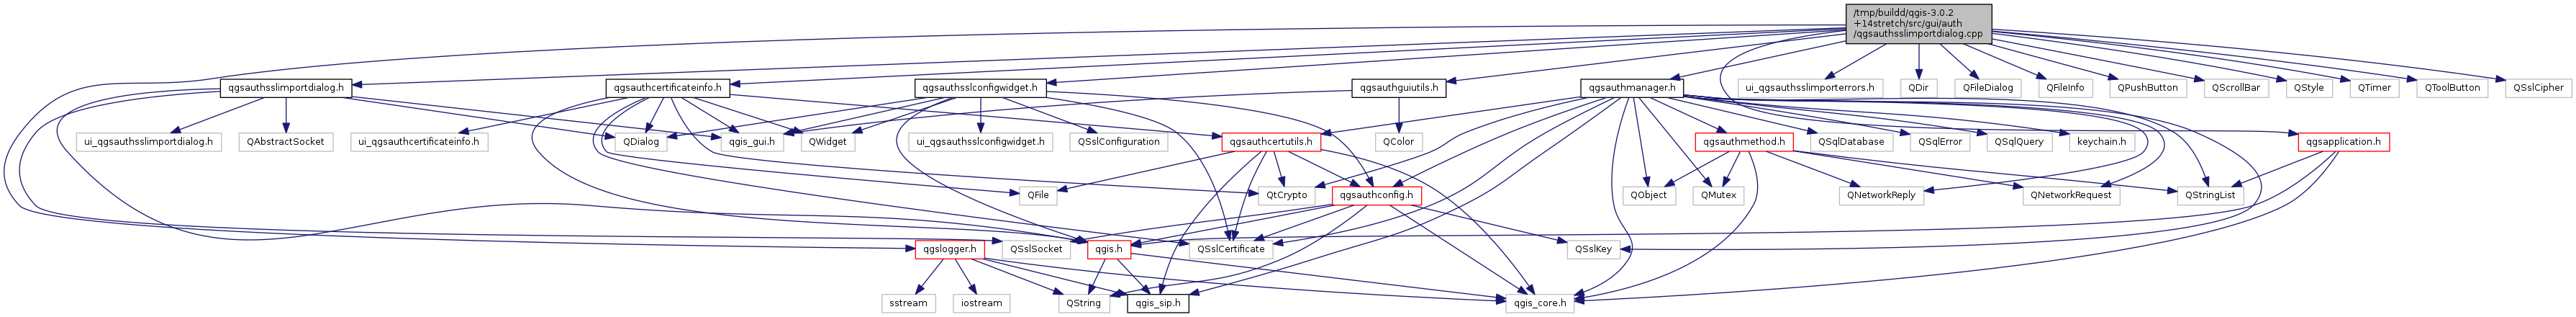 /tmp/buildd/qgis-3.0.2
+14stretch/src/gui/auth
/qgsauthsslimportdialog.cpp
qgsauthsslimportdialog.h
qgsauthcertificateinfo.h
qgsauthsslconfigwidget.h
qgsauthguiutils.h
qgsauthmanager.h
ui_qgsauthsslimporterrors.h
QDir
QFileDialog
QFileInfo
QPushButton
QScrollBar
QStyle
QTimer
QToolButton
QSslCipher
ui_qgsauthsslimportdialog.h
QAbstractSocket
ui_qgsauthcertificateinfo.h
QDialog
qgis_gui.h
QWidget
ui_qgsauthsslconfigwidget.h
QSslConfiguration
qgsauthcertutils.h
QColor
qgsauthmethod.h
QSqlDatabase
QSqlError
QSqlQuery
keychain.h
qgsapplication.h
QFile
QtCrypto
qgsauthconfig.h
QObject
QMutex
QNetworkReply
QNetworkRequest
QStringList
qgslogger.h
QSslSocket
qgis.h
QSslCertificate
QSslKey
sstream
iostream
QString
qgis_sip.h
qgis_core.h